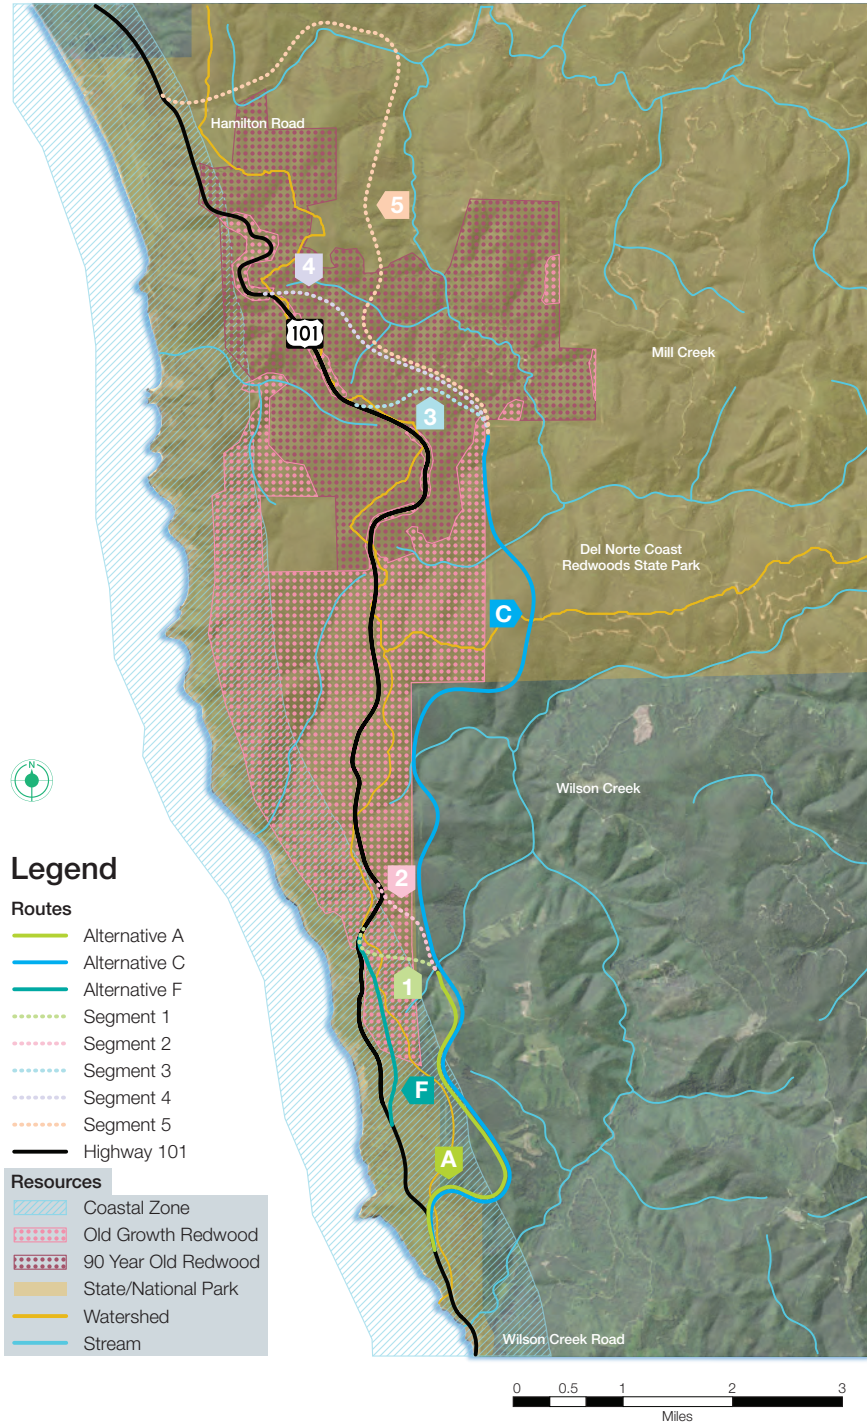 Hamilton Road
5
4
101
Mill Creek
3
Del Norte Coast
Redwoods State Park
C
N
Wilson Creek
2
1
F
A
Wilson Creek Road
Legend
Routes
Alternative A
Alternative C
Alternative F
Segment 1
Segment 2
Segment 3
Segment 4
Segment 5
Highway 101
Resources
Coastal Zone
Old Growth Redwood
90 Year Old Redwood
State/National Park
Watershed
Stream
0 0.5 1 2 3
Miles